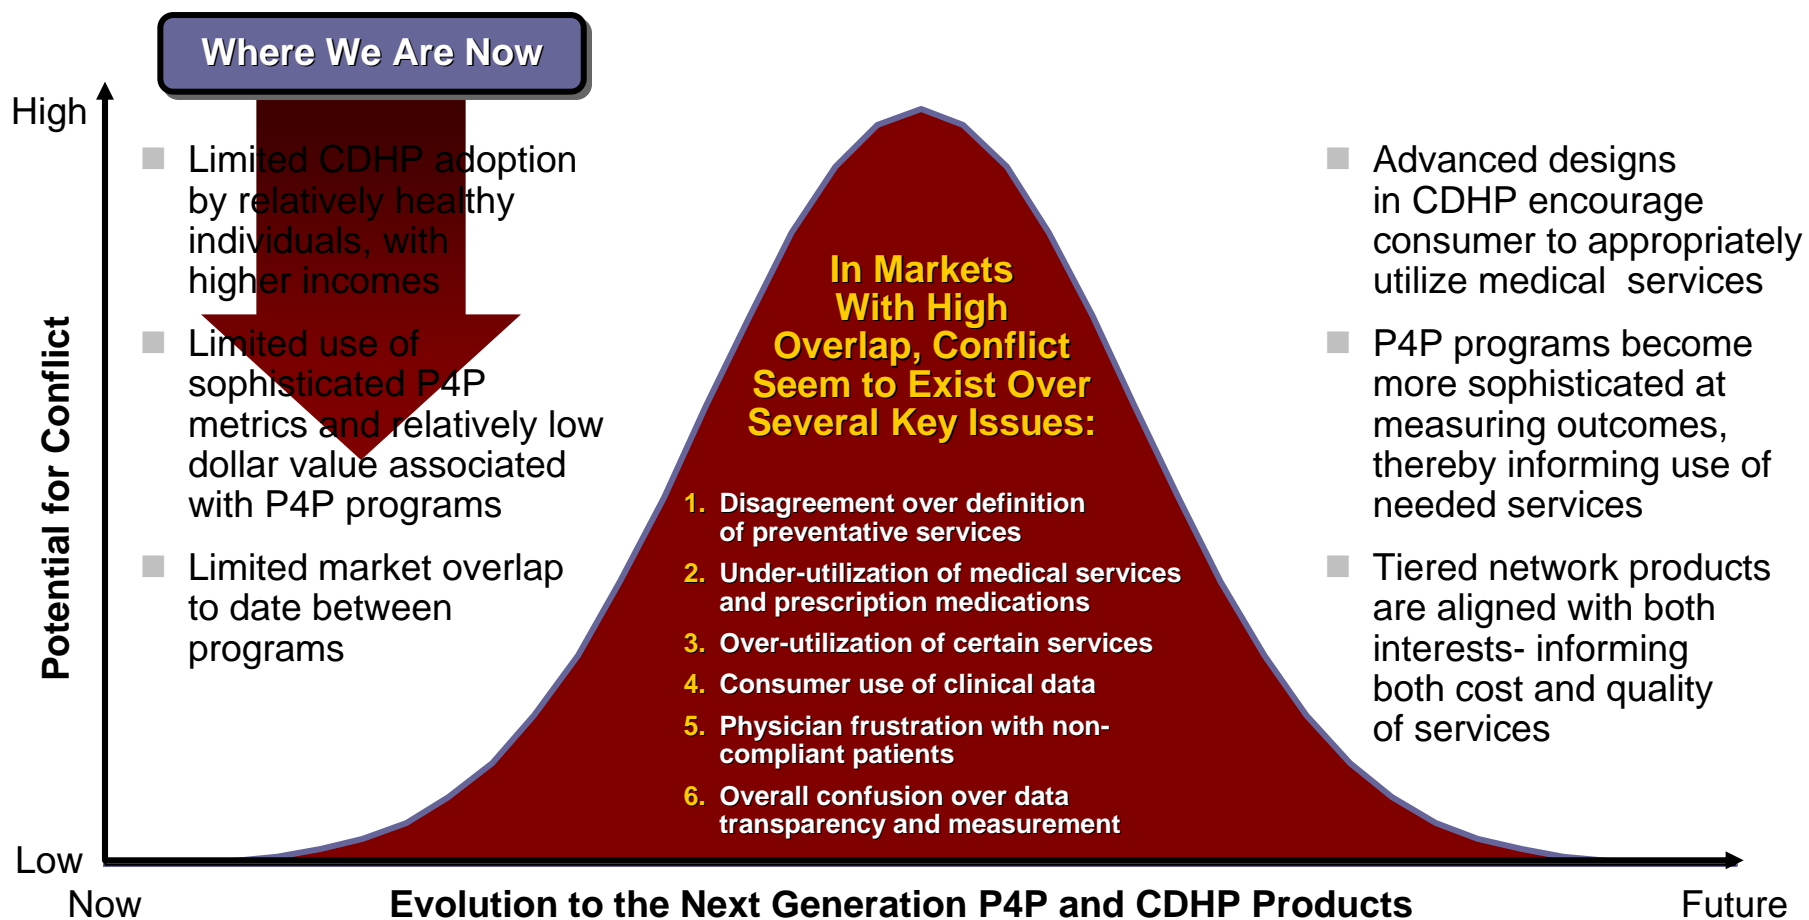 Where We Are Now
High
Limited CDHP adoption
by relatively healthy
individuals, with
higher incomes
Limited use of
sophisticated P4P
metrics and relatively low
dollar value associated
with P4P programs
Limited market overlap
to date between
programs
Potential for Conflict
In Markets
With High
Overlap, Conflict
Seem to Exist Over
Several Key Issues:
1. Disagreement over definition
of preventative services
2. Under-utilization of medical services
and prescription medications
3. Over-utilization of certain services
4. Consumer use of clinical data
5. Physician frustration with non-
compliant patients
6. Overall confusion over data
transparency and measurement
Advanced designs
in CDHP encourage
consumer to appropriately
utilize medical services
P4P programs become
more sophisticated at
measuring outcomes,
thereby informing use of
needed services
Tiered network products
are aligned with both
interests- informing
both cost and quality
of services
Low
Now
Evolution to the Next Generation P4P and CDHP Products
Future